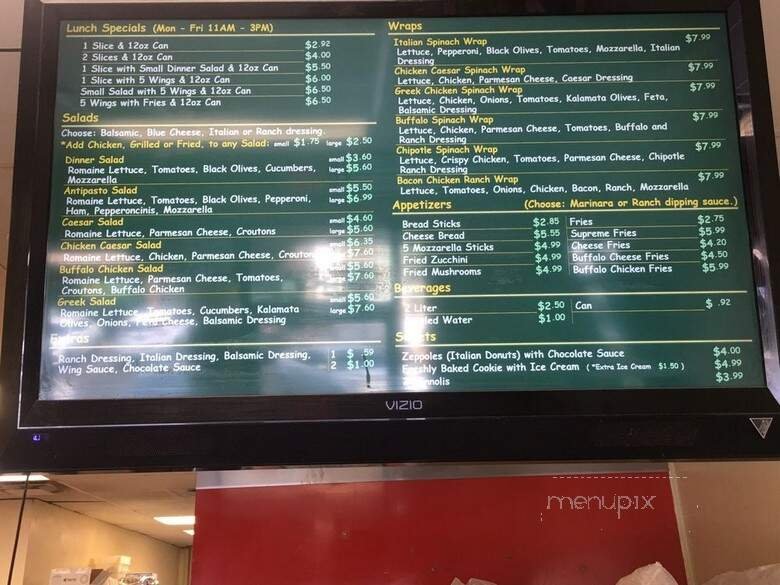 Lunch Specials (Mon - Fri 11AM - 3PM)
1 Slice & 12oz Can $2.92
2 Slices & 12oz Can $4.00
1 Slice with Small Dinner Salad & 12oz Can $5.50
1 Slice with 5 Wings & 12oz Can $6.00
Small Salad with 5 Wings & 12oz Can $6.50
5 Wings with Fries & 12oz Can $6.50
Salads
Choose: Balsamic, Blue Cheese, Italian or Ranch dressing.
*Add Chicken, Grilled or Fried, to any Salad: small $1.75 large $2.50
Dinner Salad small $3.60
Romaine Lettuce, Tomatoes, Black Olives, Cucumbers, large $5.60
Mozzarella
Antipasto Salad small $5.50
Romaine Lettuce, Tomatoes, Black Olives, Pepperoni, large $6.99
Ham, Pepperoncinis, Mozzarella
Caesar Salad small $4.60
Romaine Lettuce, Parmesan Cheese, Croutons large $5.60
Chicken Caesar Salad small $6.35
Romaine Lettuce, Chicken, Parmesan Cheese, $7.60
Buffalo Chicken Salad small $5.60
Romaine Lettuce, Parmesan Cheese, Tomatoes, large $7.60
Croutons, Buffalo Chicken
Greek Salad small $5.60
Romaine Lettuce, Tomatoes, Cucumbers, Kalamata large $7.60
Olives, Onions, Feta Cheese, Balsamic Dressing
Extras
Ranch Dressing, Italian Dressing, Balsamic Dressing, 1 $ .59
Wing Sauce, Chocolate Sauce 2 $1.00
Wraps
Italian Spinach Wrap $7.99
Lettuce, Pepperoni, Black Olives, Tomatoes, Mozzarella, Italian
Dressing
Chicken Caesar Spinach Wrap $7.99
Lettuce, Chicken, Parmesan Cheese, Caesar Dressing
Greek Chicken Spinach Wrap $7.99
Lettuce, Chicken, Onions, Tomatoes, Kalamata Olives, Feta,
Balsamic Dressing
Buffalo Spinach Wrap $7.99
Lettuce, Chicken, Parmesan Cheese, Tomatoes, Buffalo and
Ranch Dressing
Chipotle Spinach Wrap $7.99
Lettuce, Crispy Chicken, Tomatoes, Parmesan Cheese, Chipotle
Ranch Dressing
Bacon Chicken Ranch Wrap $7.99
Lettuce, Tomatoes, Onions, Chicken, Bacon, Ranch, Mozzarella
Appetizers (Choose: Marinara or Ranch dipping sauce.)
Bread Sticks $2.85 Fries $2.75
Cheese Bread $5.55 Supreme Fries $5.99
5 Mozzarella Sticks $4.99 Cheese Fries $4.20
Fried Zucchini $4.99 Buffalo Cheese Fries $4.50
Fried Mushrooms $4.99 Buffalo Chicken Fries $5.99
Beverages
2 Liter $2.50 Can $ .92
Water $1.00
Zeppoles (Italian Donuts) with Chocolate Sauce $4.00
Freshly Baked Cookie with Ice Cream (*Extra Ice Cream $1.50) $4.99
$3.99
VIZIO
menupix